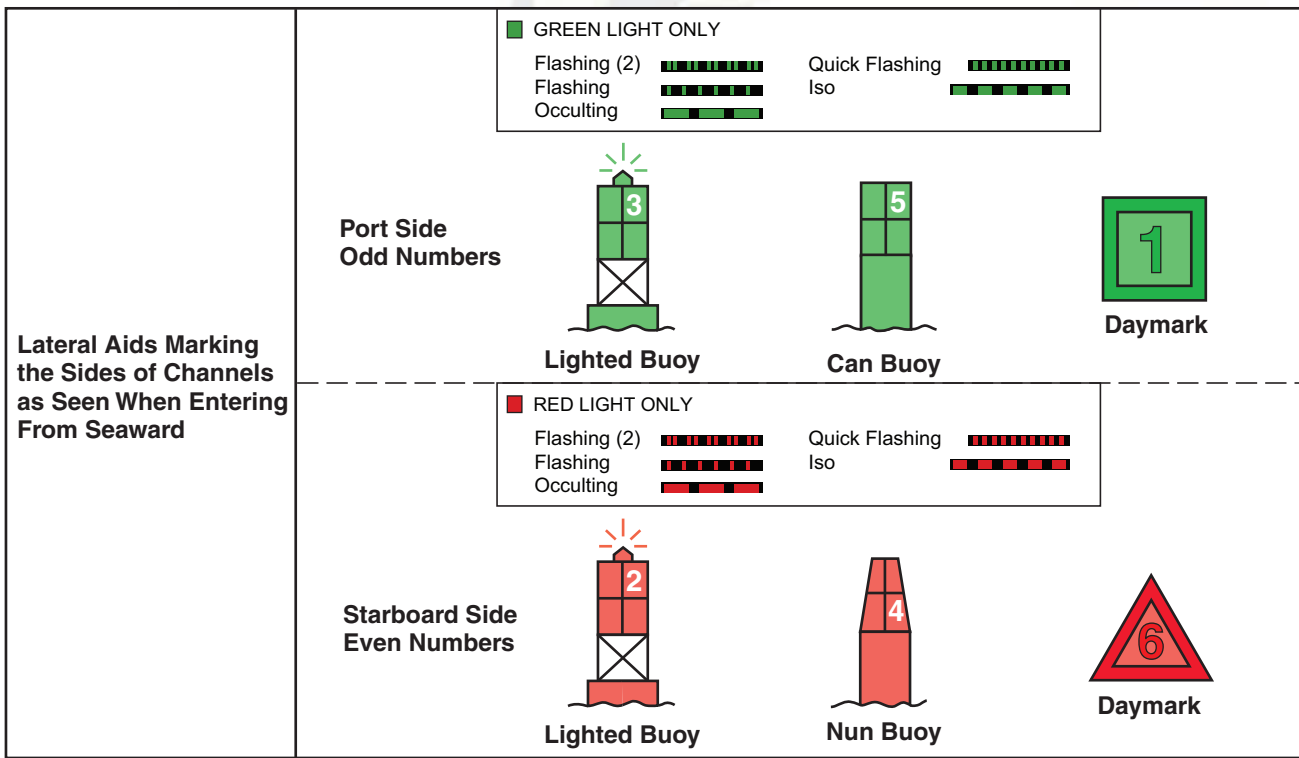 GREEN LIGHT ONLY
Flashing (2)
Quick Flashing
Flashing
Iso
Occulting
Port Side
Odd Numbers
3
5
1
Lighted Buoy
Can Buoy
Daymark
Lateral Aids Marking
the Sides of Channels
as Seen When Entering
From Seaward
RED LIGHT ONLY
Flashing (2)
Quick Flashing
Flashing
Iso
Occulting
Starboard Side
Even Numbers
2
4
6
Lighted Buoy
Nun Buoy
Daymark